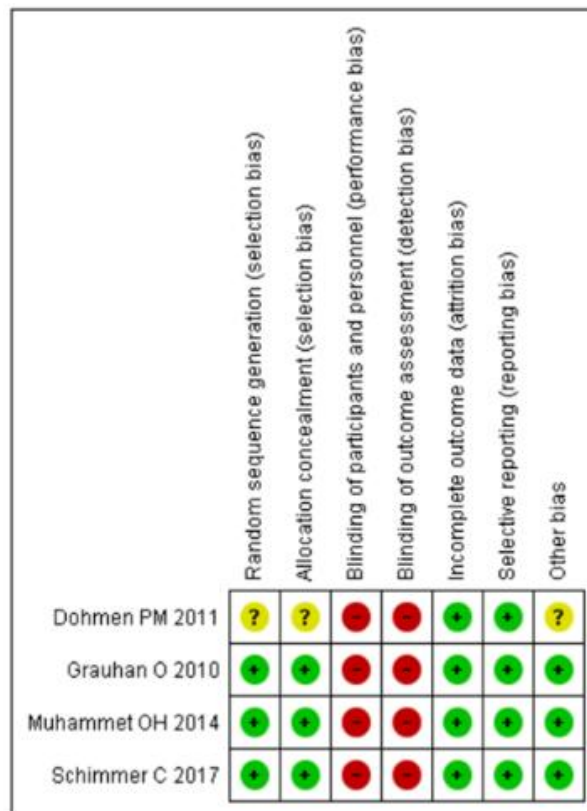 Random sequence generation (selection bias)
Allocation concealment (selection bias)
Blinding of participants and personnel (performance bias)
Blinding of outcome assessment (detection bias)
Incomplete outcome data (attrition bias)
Selective reporting (reporting bias)
Other bias
Dohmen PM 2011 ? ? - - + + ?
Grauhan O 2010 + + - - + + +
Muhammet OH 2014 + + - - + + +
Schimmer C 2017 + + - - + + +